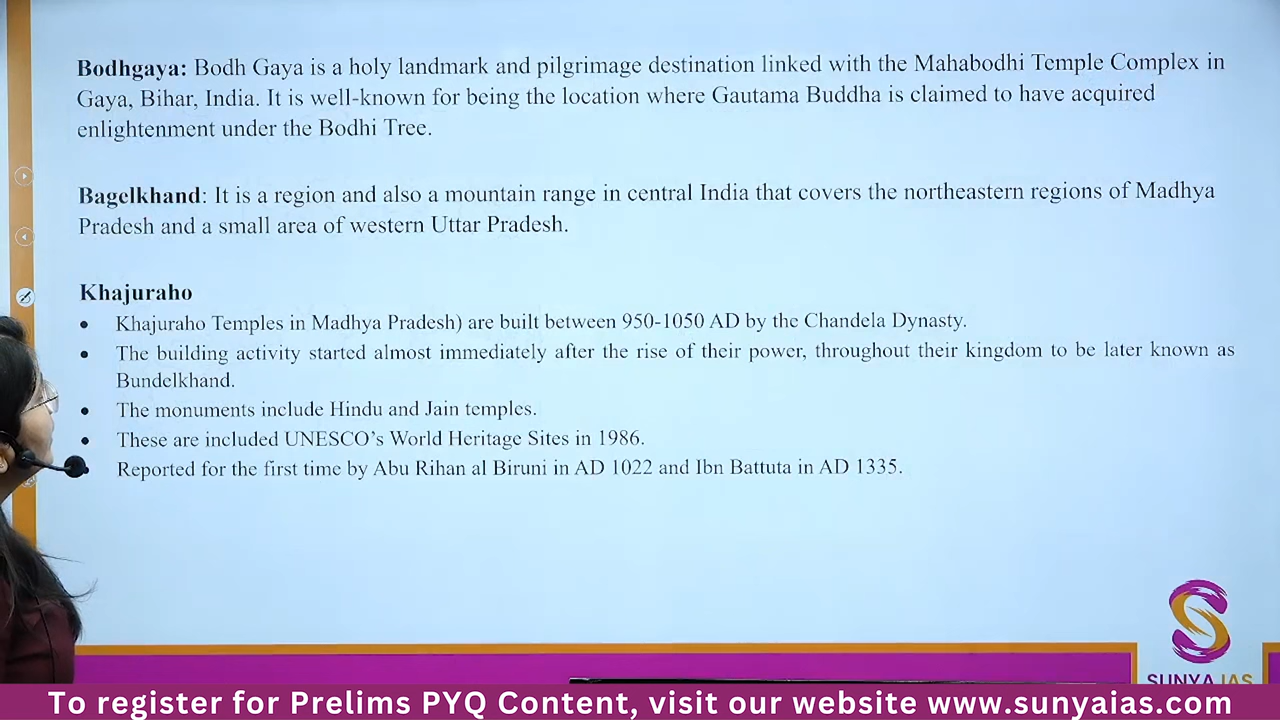 Bodhgaya: Bodh Gaya is a holy landmark and pilgrimage destination linked with the Mahabodhi Temple Complex in
Gaya, Bihar, India. It is well-known for being the location where Gautama Buddha is claimed to have acquired
enlightenment under the Bodhi Tree.
Bagelkhand: It is a region and also a mountain range in central India that covers the northeastern regions of Madhya
Pradesh and a small area of western Uttar Pradesh.
Khajuraho
• Khajuraho Temples in Madhya Pradesh) are built between 950-1050 AD by the Chandela Dynasty.
• The building activity started almost immediately after the rise of their power, throughout their kingdom to be later known as
Bundelkhand.
• The monuments include Hindu and Jain temples.
• These are included UNESCO's World Heritage Sites in 1986.
• Reported for the first time by Abu Rihan al Biruni in AD 1022 and Ibn Battuta in AD 1335.
SUNYA IAS
To register for Prelims PYQ Content, visit our website www.sunyaias.com